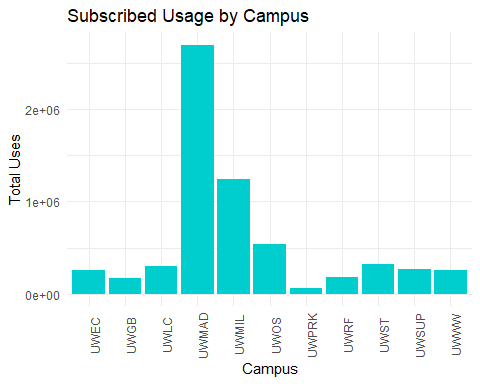 Subscribed Usage by Campus
Total Uses
2e+06
1e+06
0e+00
UWEC
UWGB
UWLC
UWMAD
UWMIL
UWOS
UWPRK
UWRF
UWST
UWSUP
UWWW
Campus